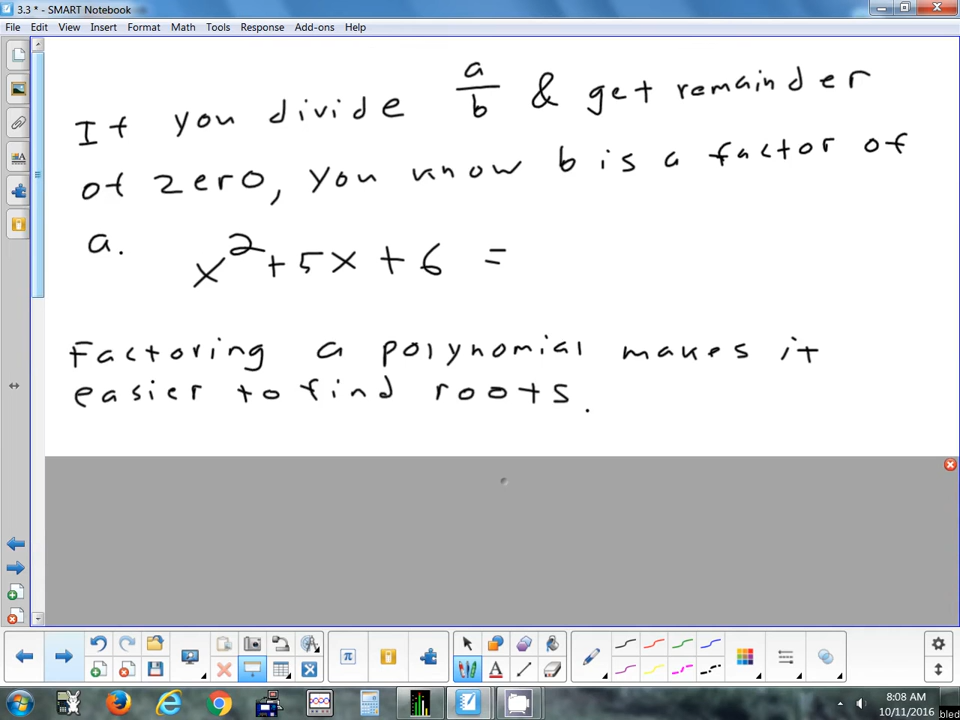 3.3 * - SMART Notebook
File Edit View Insert Format Math Tools Response Add-ons Help
If you divide a/b & get remainder
of zero, you know b is a factor of
a.
x² + 5x + 6 =
Factoring a polynomial makes it
easier to find roots.
8:08 AM
10/11/2016
bled